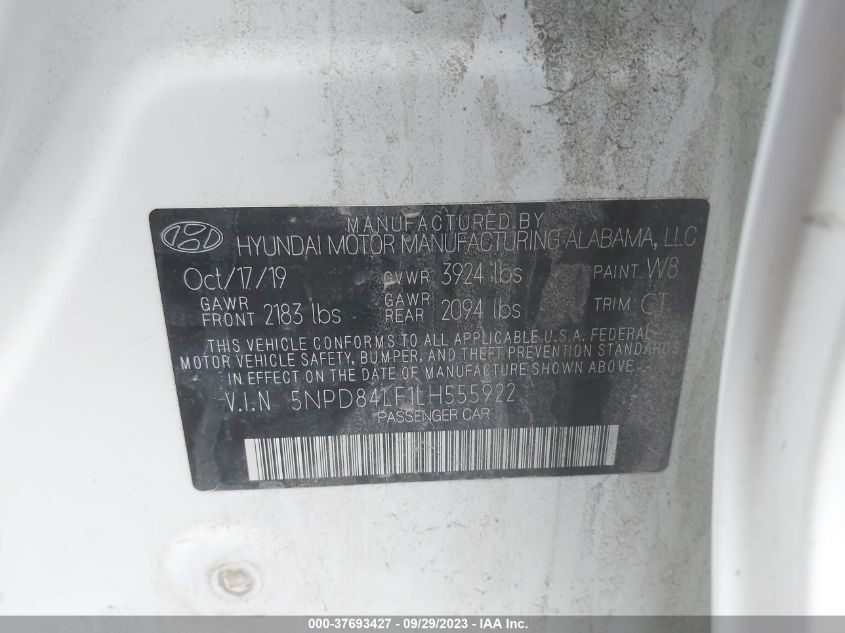 MANUFACTURED BY
HYUNDAI MOTOR MANUFACTURING ALABAMA, LLC
Oct/17/19 GVWR 3924 lbs PAINT W8
GAWR FRONT 2183 lbs GAWR REAR 2094 lbs TRIM CT
THIS VEHICLE CONFORMS TO ALL APPLICABLE U.S.A. FEDERAL
MOTOR VEHICLE SAFETY, BUMPER, AND THEFT PREVENTION STANDARDS
IN EFFECT ON THE DATE OF MANUFACTURE SHOWN ABOVE.
V.I.N 5NPD84LF1LH555922
PASSENGER CAR
000-37693427 - 09/29/2023 - IAA Inc.